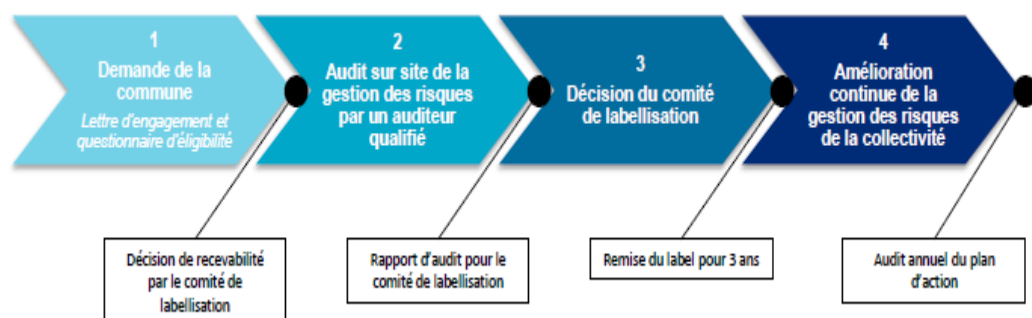 1
Demande de la
commune
Lettre d'engagement et
questionnaire d'éligibilité
2
Audit sur site de la
gestion des risques
par un auditeur
qualifié
3
Décision du comité
de labellisation
4
Amélioration
continue de la
gestion des risques
de la collectivité
Décision de recevabilité
par le comité de
labellisation
Rapport d'audit pour le
comité de labellisation
Remise du label pour 3 ans
Audit annuel du plan
d'action